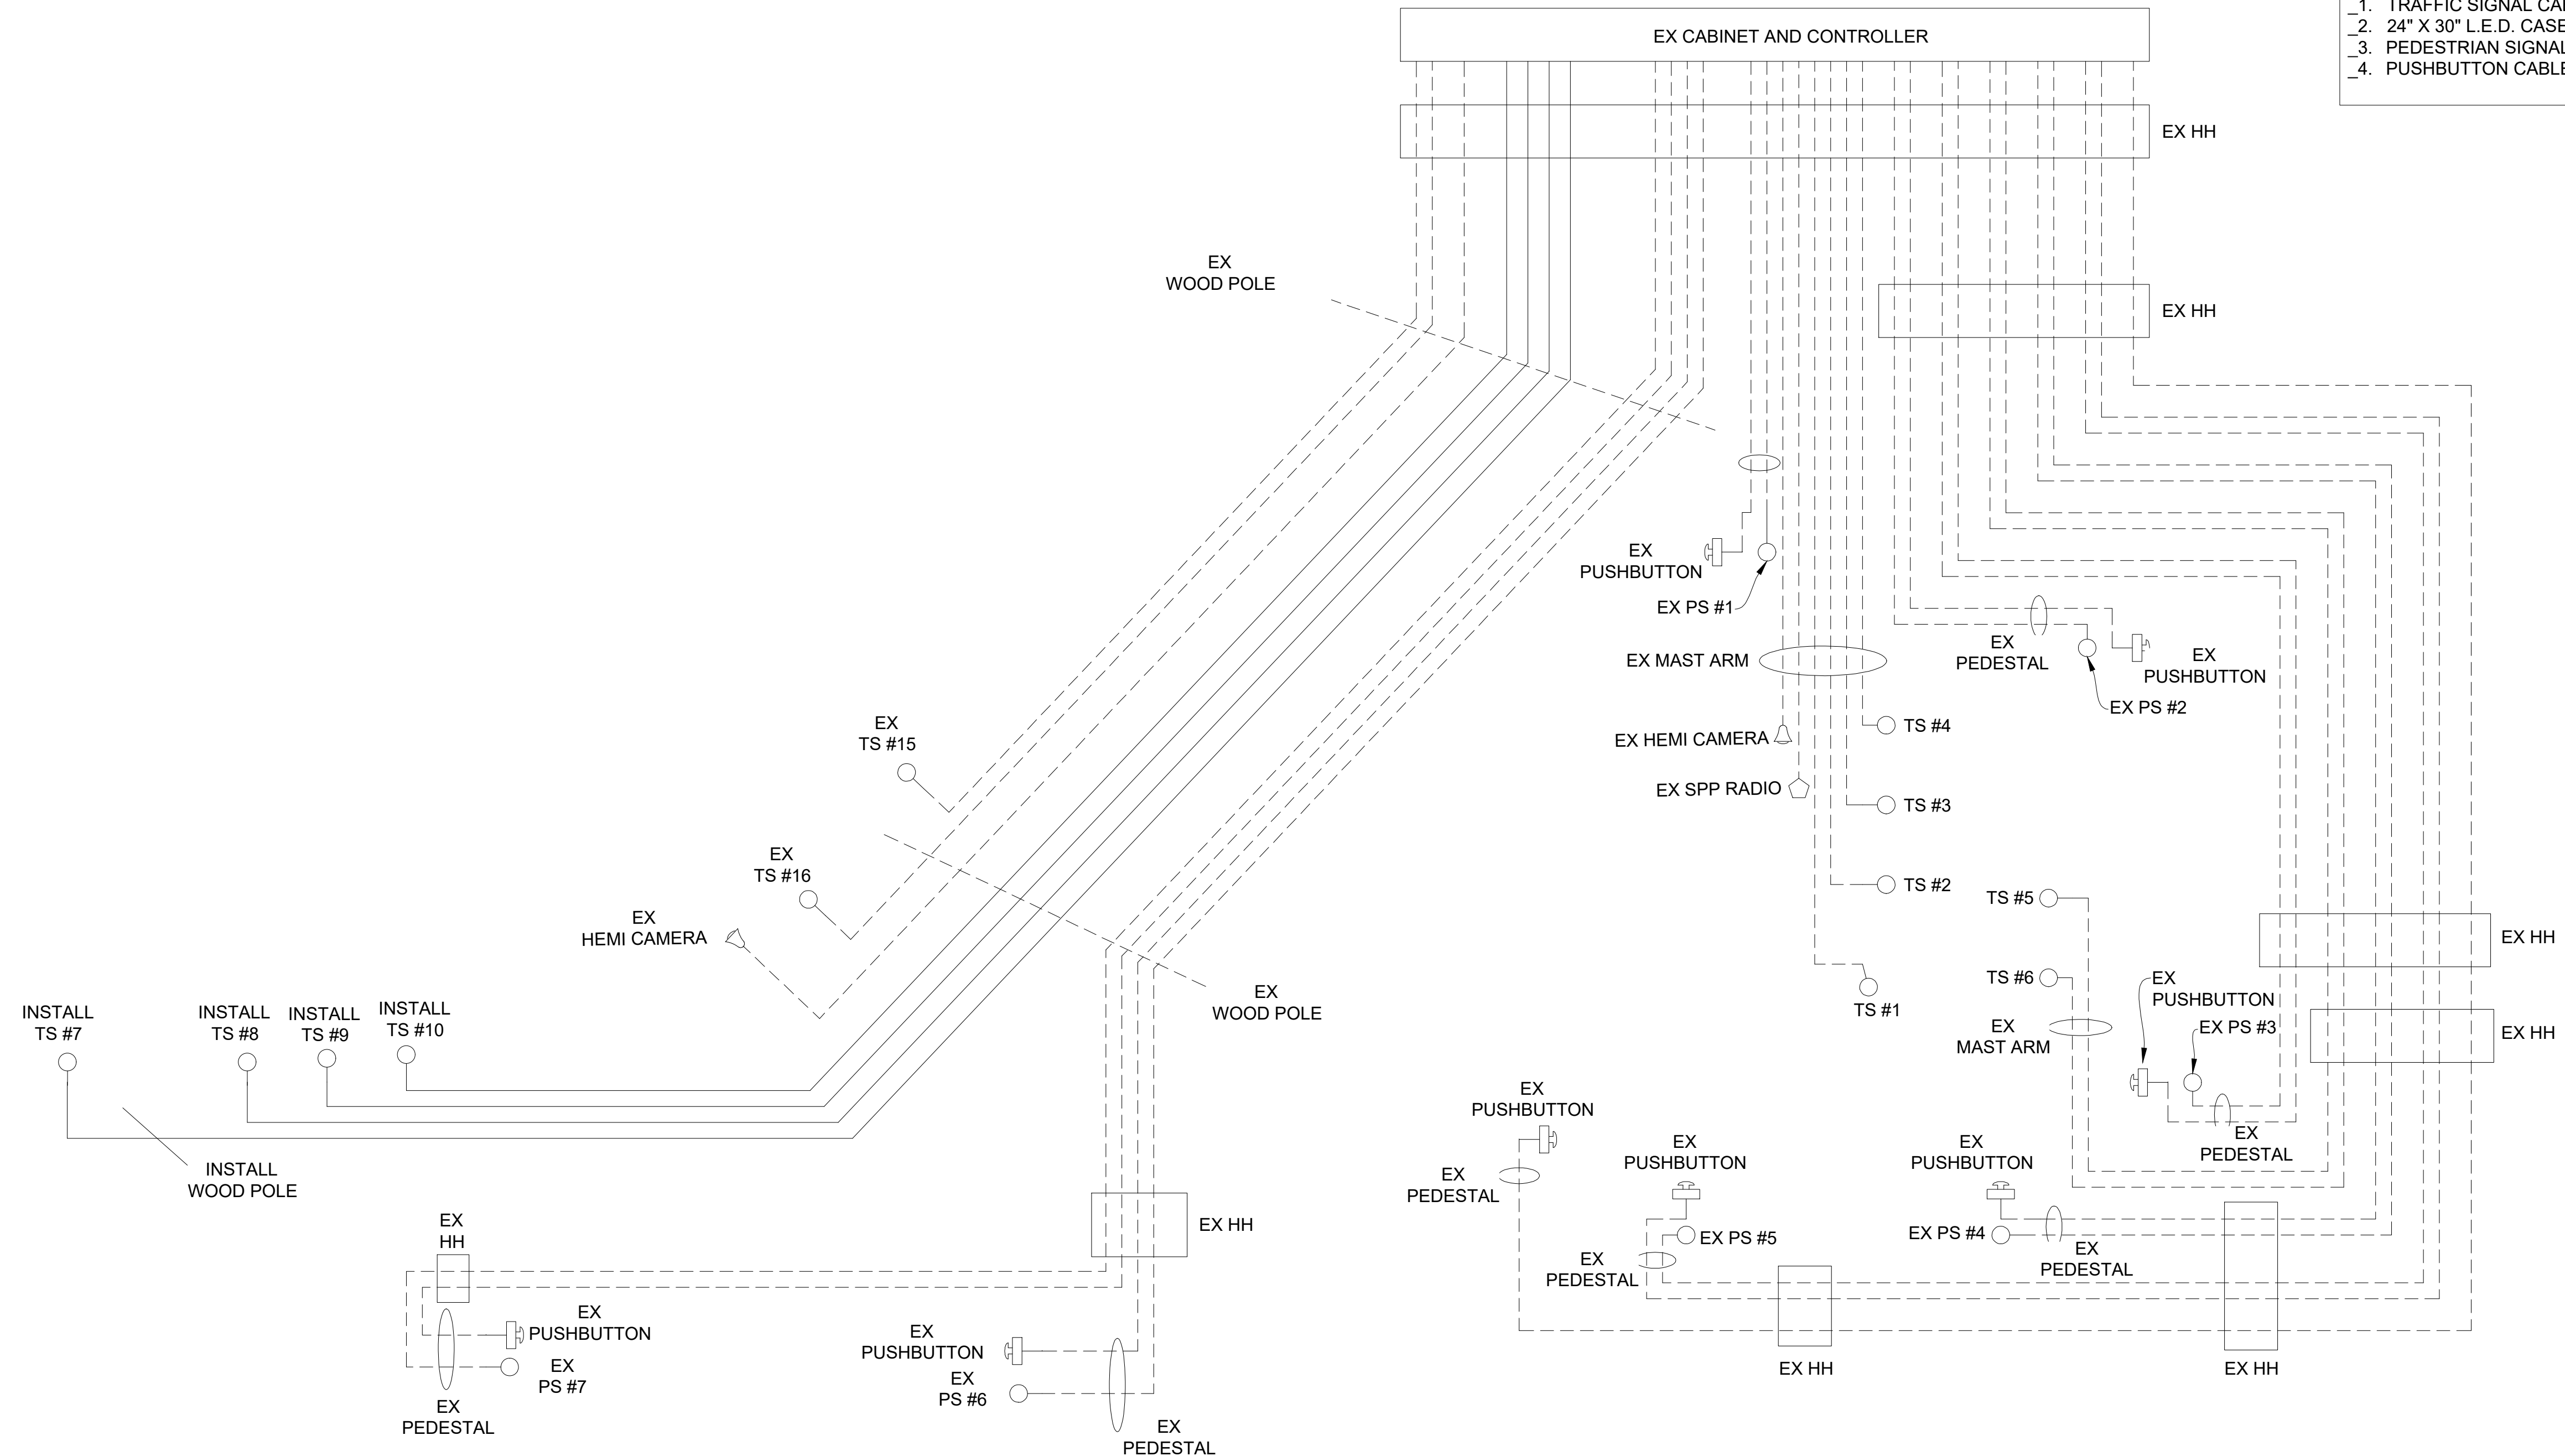 _1. TRAFFIC SIGNAL
_2. 24" X 30" L.E.D. CASE
_3. PEDESTRIAN SIGNAL
_4. PUSHBUTTON CABLE
EX CABINET AND CONTROLLER
EX HH
EX
WOOD POLE
EX HH
EX
PUSHBUTTON
EX PS #1
EX MAST ARM
EX
PEDESTAL
EX
PUSHBUTTON
EX PS #2
EX
TS #15
TS #4
EX HEMI CAMERA
EX SPP RADIO
TS #3
EX
TS #16
TS #2
TS #5
EX
HEMI CAMERA
EX HH
TS #6
EX
PUSHBUTTON
EX
WOOD POLE
TS #1
EX PS #3
EX
MAST ARM
EX HH
INSTALL
TS #7
INSTALL
TS #8
INSTALL
TS #9
INSTALL
TS #10
EX
PUSHBUTTON
EX
PEDESTAL
EX
PUSHBUTTON
EX
PUSHBUTTON
EX
PEDESTAL
INSTALL
WOOD POLE
EX
HH
EX HH
EX PS #5
EX PS #4
EX
PEDESTAL
EX
PEDESTAL
EX
PUSHBUTTON
EX
PS #7
EX
PUSHBUTTON
EX
PS #6
EX HH
EX HH
EX
PEDESTAL
EX
PEDESTAL